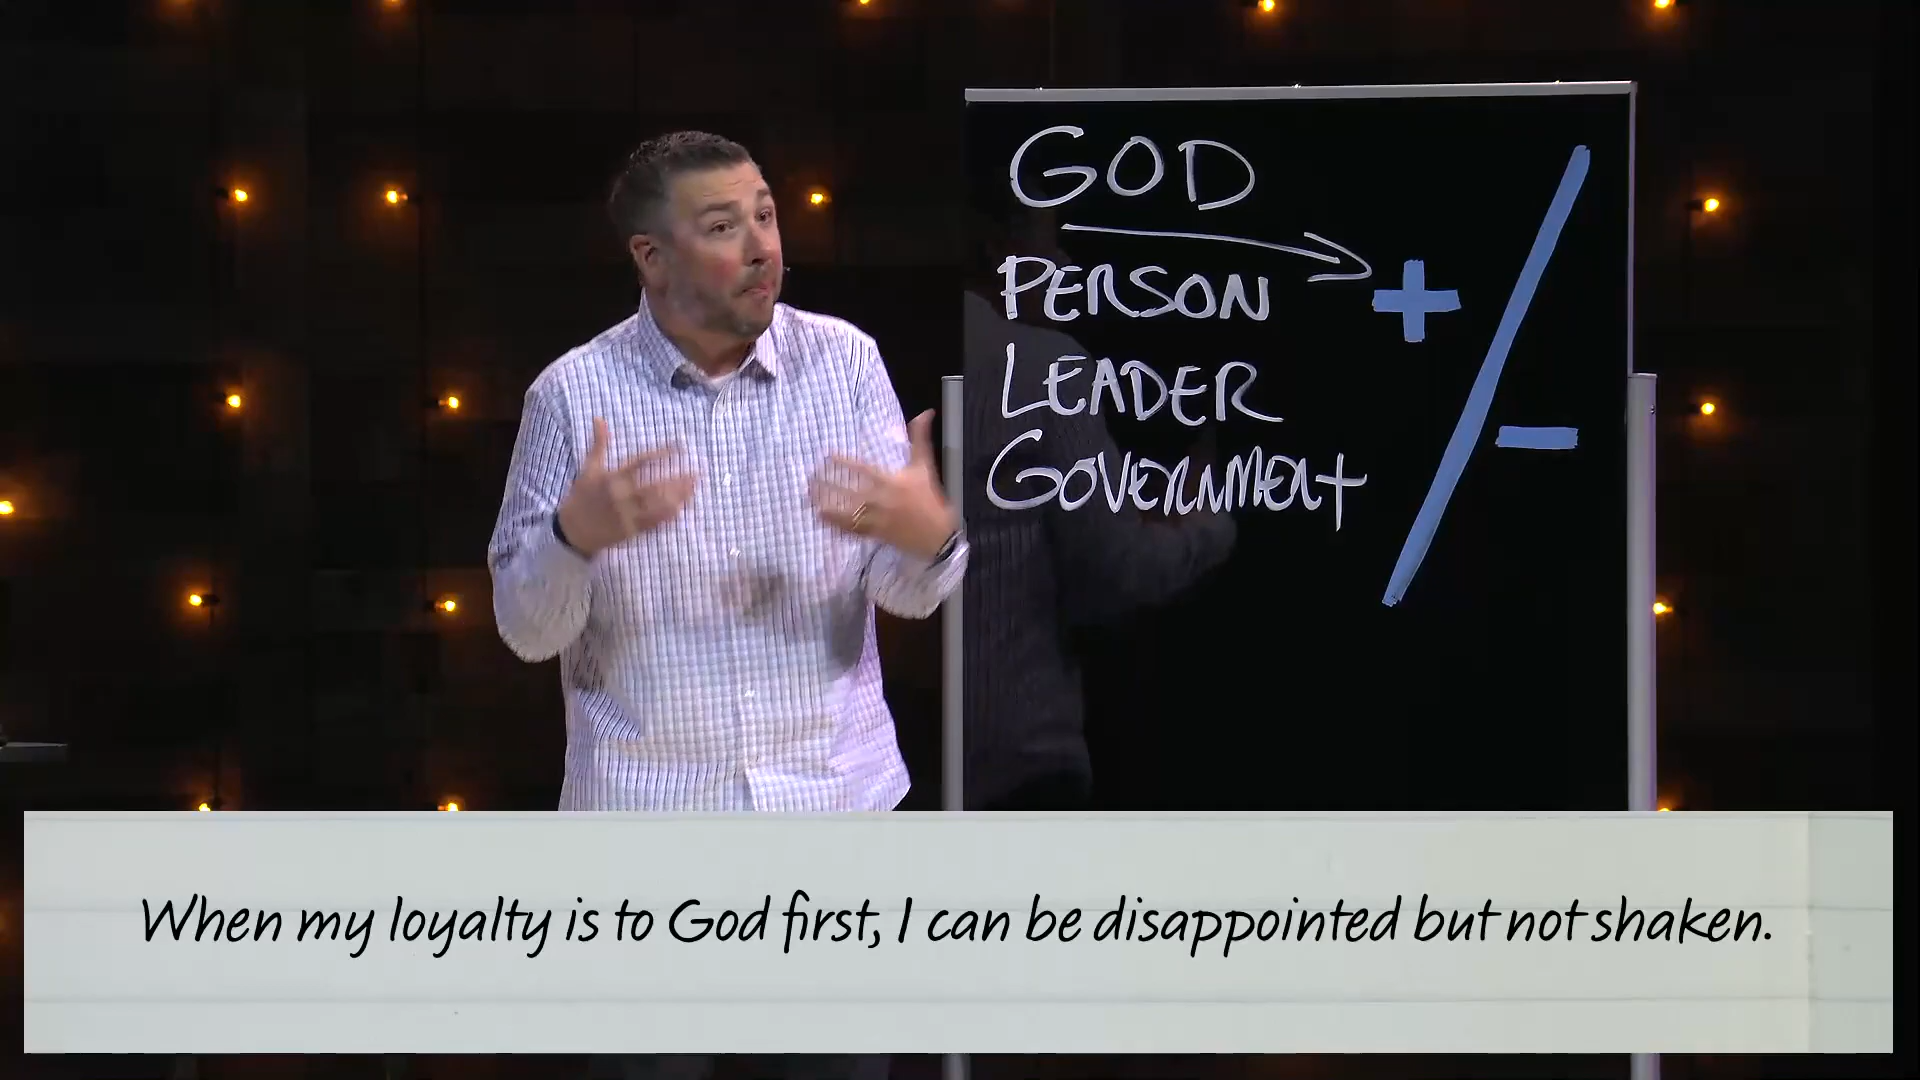 GOD
PERSON
+
LEADER
-
GOVERNMENt
When my loyalty is to God first, I can be disappointed but not shaken.